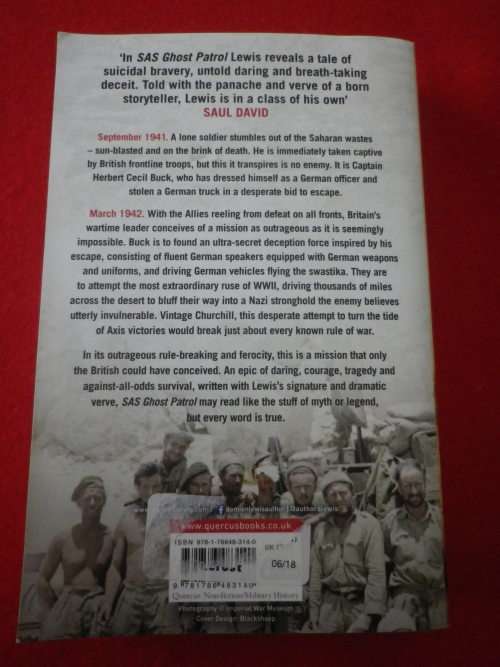 'In SAS Ghost Patrol Lewis reveals a tale of
suicidal bravery, untold daring and breath-taking
deceit. Told with the panache and verve of a born
storyteller, Lewis is in a class of his own'
SAUL DAVID
September 1941. A lone soldier stumbles out of the Saharan wastes
– sun-blasted and on the brink of death. He is immediately taken captive
by British frontline troops, but this it transpires is no enemy. It is Captain
Herbert Cecil Buck, who has dressed himself as a German officer and
stolen a German truck in a desperate bid to escape.
March 1942. With the Allies reeling from defeat on all fronts, Britain's
wartime leader conceives of a mission as outrageous as it is seemingly
impossible. Buck is to found an ultra-secret deception force inspired by his
escape, consisting of fluent German speakers equipped with German weapons
and uniforms, and driving German vehicles flying the swastika. They are
to attempt the most extraordinary ruse of WWII, driving thousands of miles
across the desert to bluff their way into a Nazi stronghold the enemy believes
utterly invulnerable. Vintage Churchill, this desperate attempt to turn the tide
of Axis victories would break just about every known rule of war.
In its outrageous rule-breaking and ferocity, this is a mission that only
the British could have conceived. An epic of daring, courage, tragedy and
against-all-odds survival, written with Lewis's signature and dramatic
verve, SAS Ghost Patrol may read like the stuff of myth or legend,
but every word is true.
www.quercusbooks.co.uk
06/18
Quercus Non-fiction/Military History
Photography © Imperial War Museum
Cover Design: Blacksheep